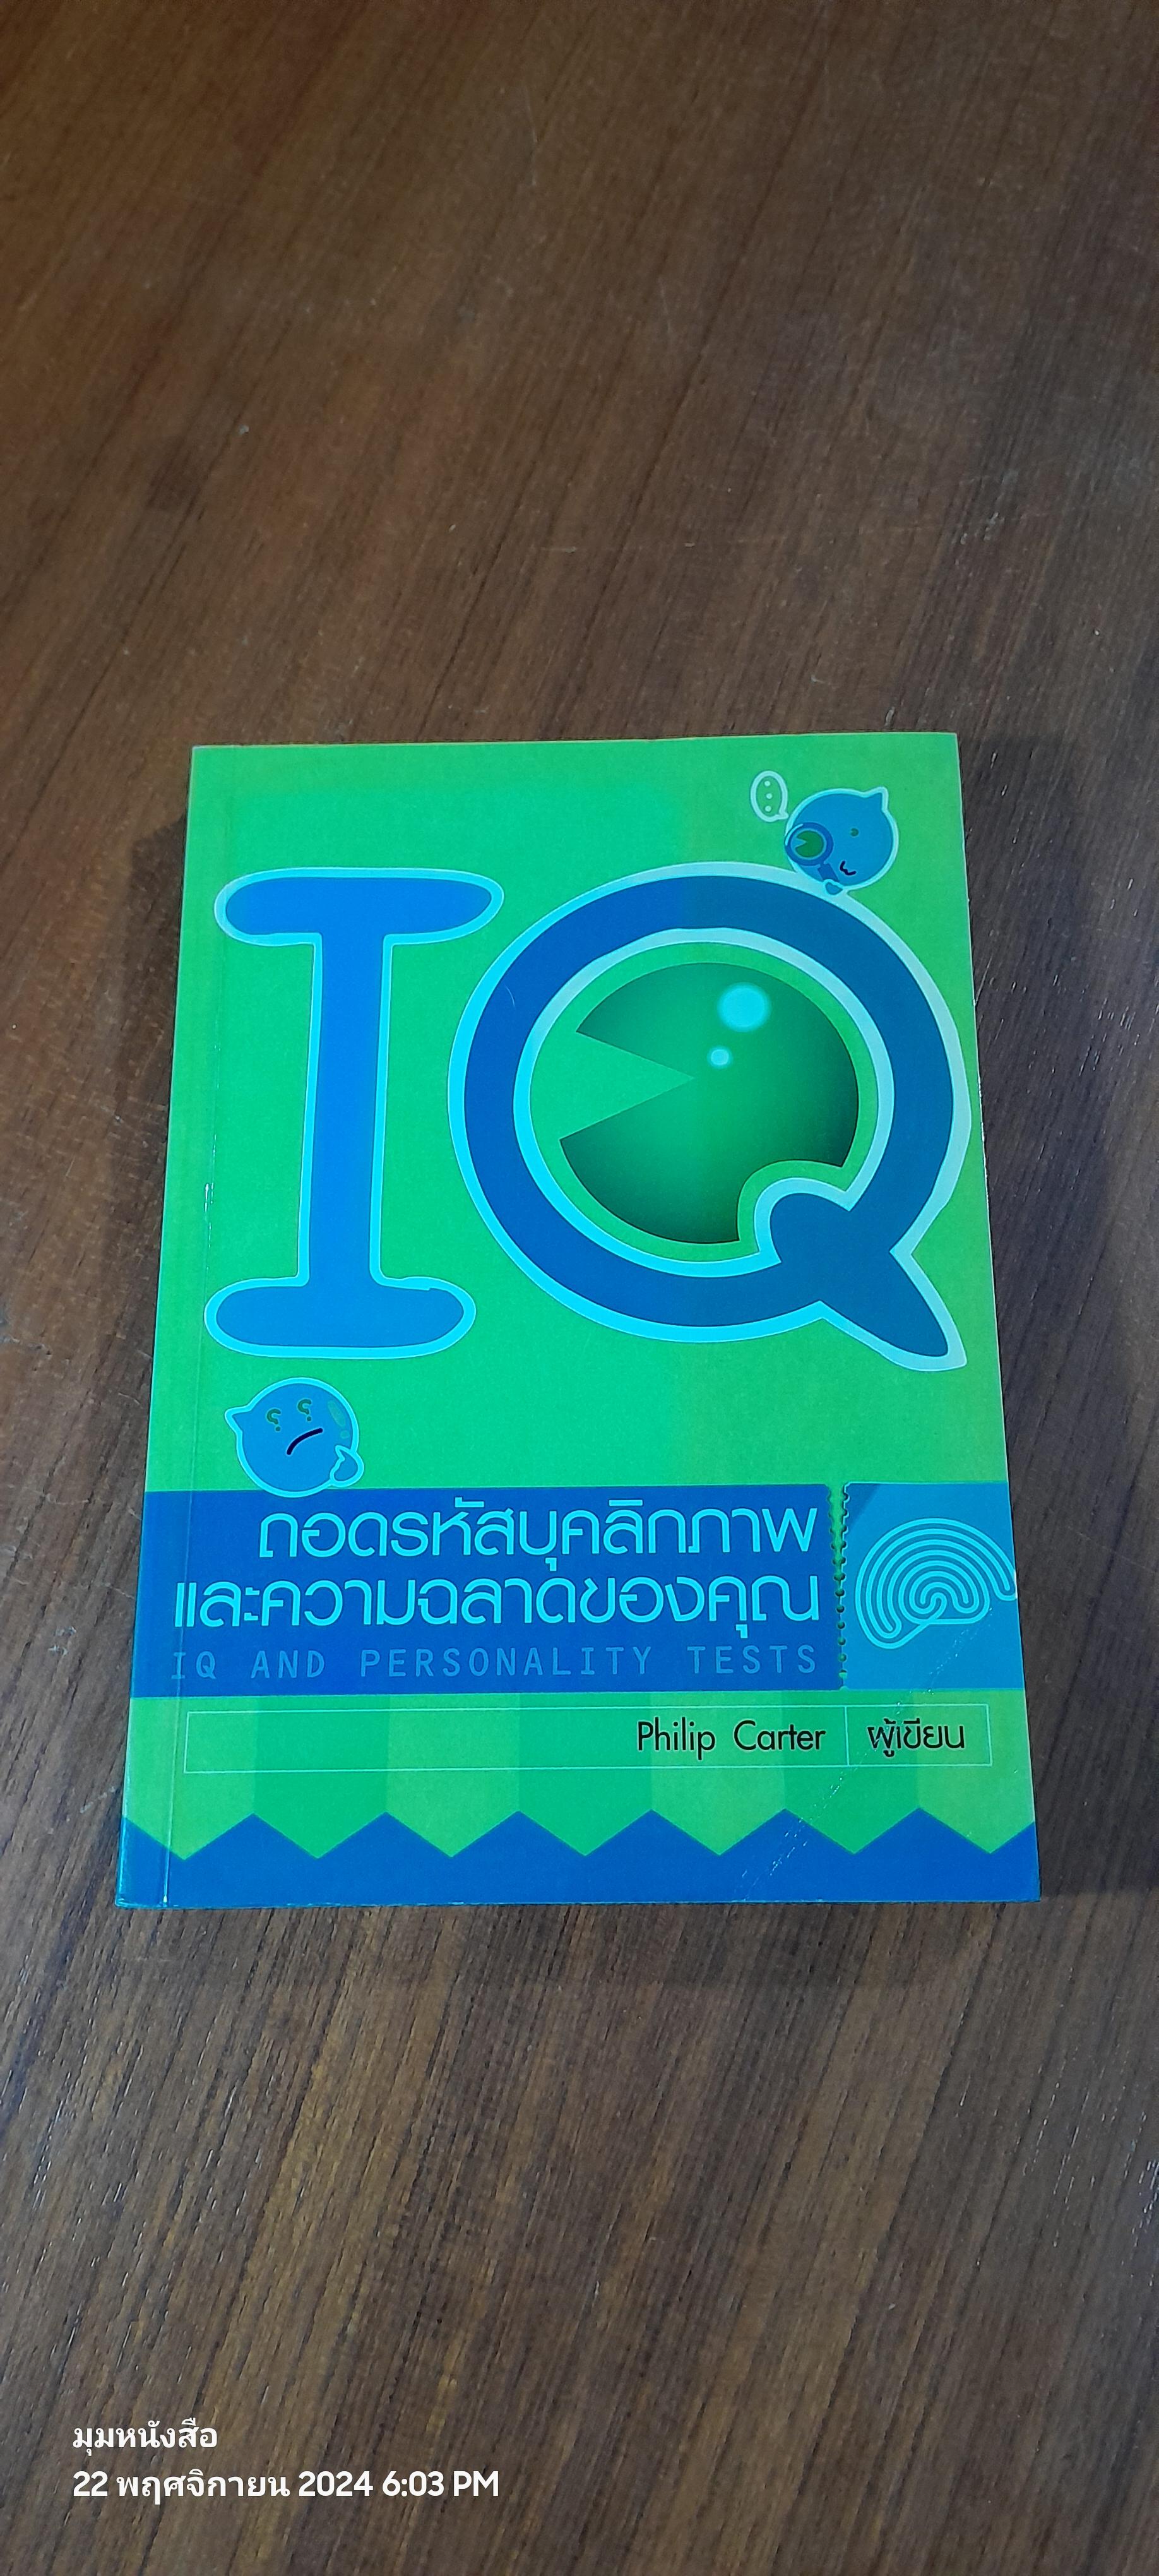 IQ
ถอดรหัสบุคลิกภาพ
และความฉลาดของคุณ
IQ AND PERSONALITY TESTS
Philip Carter ผู้เขียน
มุมหนังสือ
22 พฤศจิกายน 2024 6:03 PM